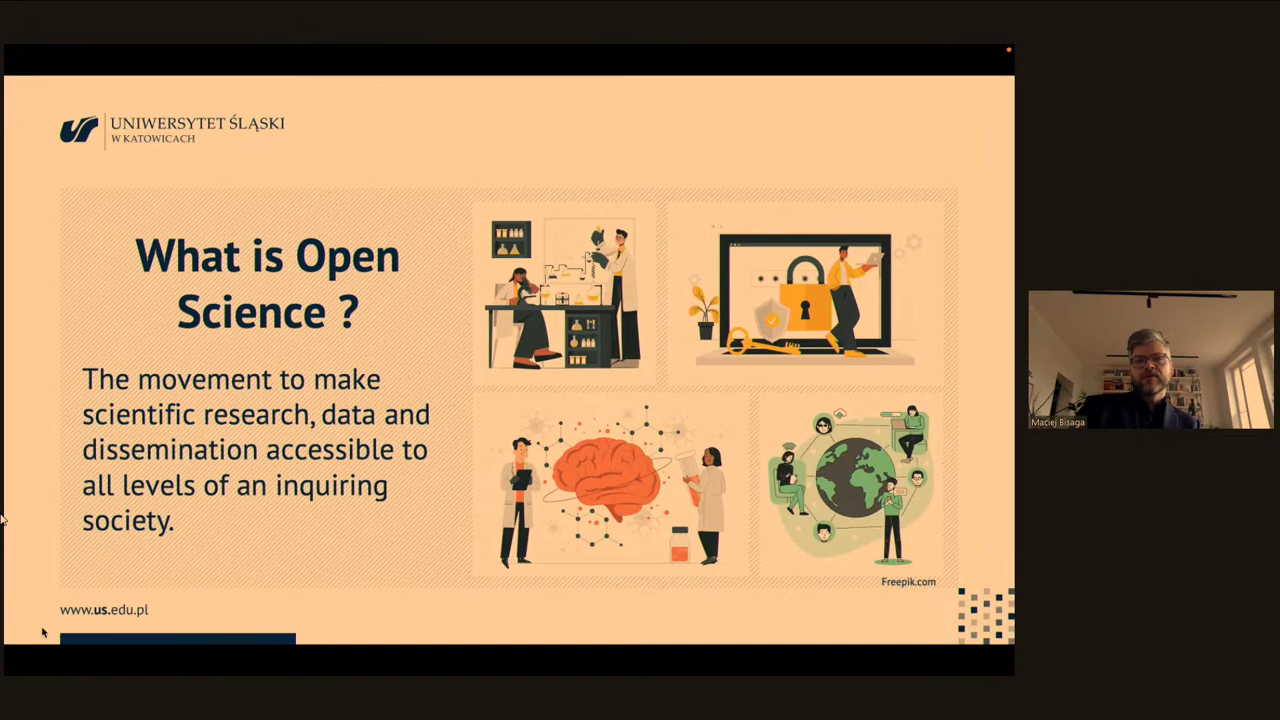 UNIWERSYTET ŚLĄSKI
W KATOWICACH
What is Open
Science ?
The movement to make
scientific research, data and
dissemination accessible to
all levels of an inquiring
society.
Freepik.com
www.us.edu.pl
Maciej Bisaga